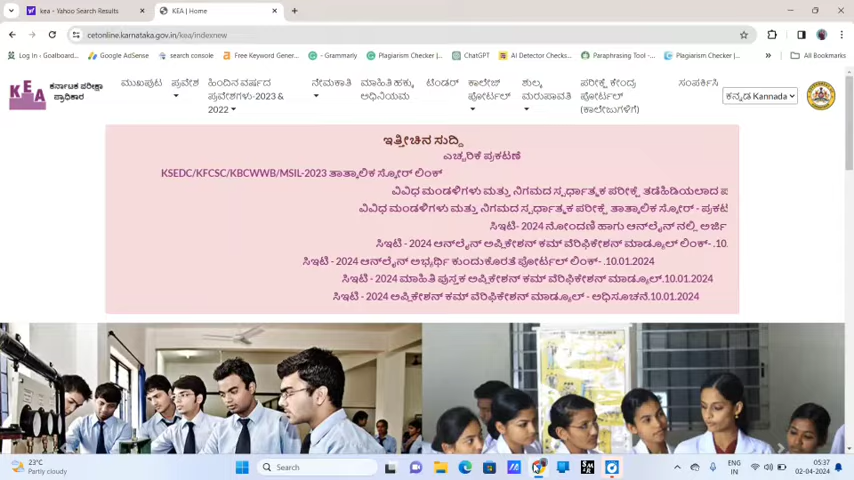 kea - Yahoo Search Results
KEA | Home
cetonline.karnataka.gov.in/kea/indexnew
Log In ‹ Goalboard...
Google AdSense
search console
Free Keyword Gener...
- Grammarly
Plagiarism Checker |...
ChatGPT
AI Detector Checks...
Paraphrasing Tool -...
Plagiarism Checker |...
»
All Bookmarks
KEA
ಕರ್ನಾಟಕ ಪರೀಕ್ಷಾ
ಪ್ರಾಧಿಕಾರ
ಮುಖಪುಟ
ಪ್ರವೇಶ
ಹಿಂದಿನ ವರ್ಷದ
ಪ್ರವೇಶಗಳು-2023 &
2022
ನೇಮಕಾತಿ
ಮಾಹಿತಿ ಹಕ್ಕು
ಅಧಿನಿಯಮ
ಟೆಂಡರ್
ಕಾಲೇಜ್
ಪೋರ್ಟಲ್
ಶುಲ್ಕ
ಮರುಪಾವತಿ
ಪರೀಕ್ಷಾ ಕೇಂದ್ರ
ಪೋರ್ಟಲ್
(ಕಾಲೇಜುಗಳಿಗೆ)
ಸಂಪರ್ಕಿಸಿ
ಕನ್ನಡ Kannada
ಇತ್ತೀಚಿನ ಸುದ್ದಿ
ಎಚ್ಚರಿಕೆ ಪ್ರಕಟಣೆ
KSEDC/KFCSC/KBCWWB/MSIL-2023 ತಾತ್ಕಾಲಿಕ ಸ್ಕೋರ್ ಲಿಂಕ್
ವಿವಿಧ ಮಂಡಳಿಗಳು ಮತ್ತು ನಿಗಮದ ಸ್ಪರ್ಧಾತ್ಮಕ ಪರೀಕ್ಷೆ ತಡೆಹಿಡಿಯಲಾದ ಪ
ವಿವಿಧ ಮಂಡಳಿಗಳು ಮತ್ತು ನಿಗಮದ ಸ್ಪರ್ಧಾತ್ಮಕ ಪರೀಕ್ಷೆ ತಾತ್ಕಾಲಿಕ ಸ್ಕೋರ್ - ಪ್ರಕಟ
ಸಿಇಟಿ- 2024 ನೋಂದಣಿ ಹಾಗು ಆನ್‌ಲೈನ್ ನಲ್ಲಿ ಅರ್ಜಿ
ಸಿಇಟಿ - 2024 ಆನ್‌ಲೈನ್ ಅಪ್ಲಿಕೇಶನ್ ಕಮ್ ವೆರಿಫಿಕೇಶನ್ ಮಾಡ್ಯೂಲ್ ಲಿಂಕ್- .10.
ಸಿಇಟಿ - 2024 ಆನ್‌ಲೈನ್ ಅಭ್ಯರ್ಥಿ ಕುಂದುಕೊರತೆ ಪೋರ್ಟಲ್ ಲಿಂಕ್- .10.01.2024
ಸಿಇಟಿ - 2024 ಮಾಹಿತಿ ಪುಸ್ತಕ ಅಪ್ಲಿಕೇಶನ್ ಕಮ್ ವೆರಿಫಿಕೇಶನ್ ಮಾಡ್ಯೂಲ್.10.01.2024
ಸಿಇಟಿ - 2024 ಅಪ್ಲಿಕೇಶನ್ ಕಮ್ ವೆರಿಫಿಕೇಶನ್ ಮಾಡ್ಯೂಲ್ - ಅಧಿಸೂಚನೆ.10.01.2024
23°C
Partly cloudy
Search
ENG
IN
05:37
02-04-2024